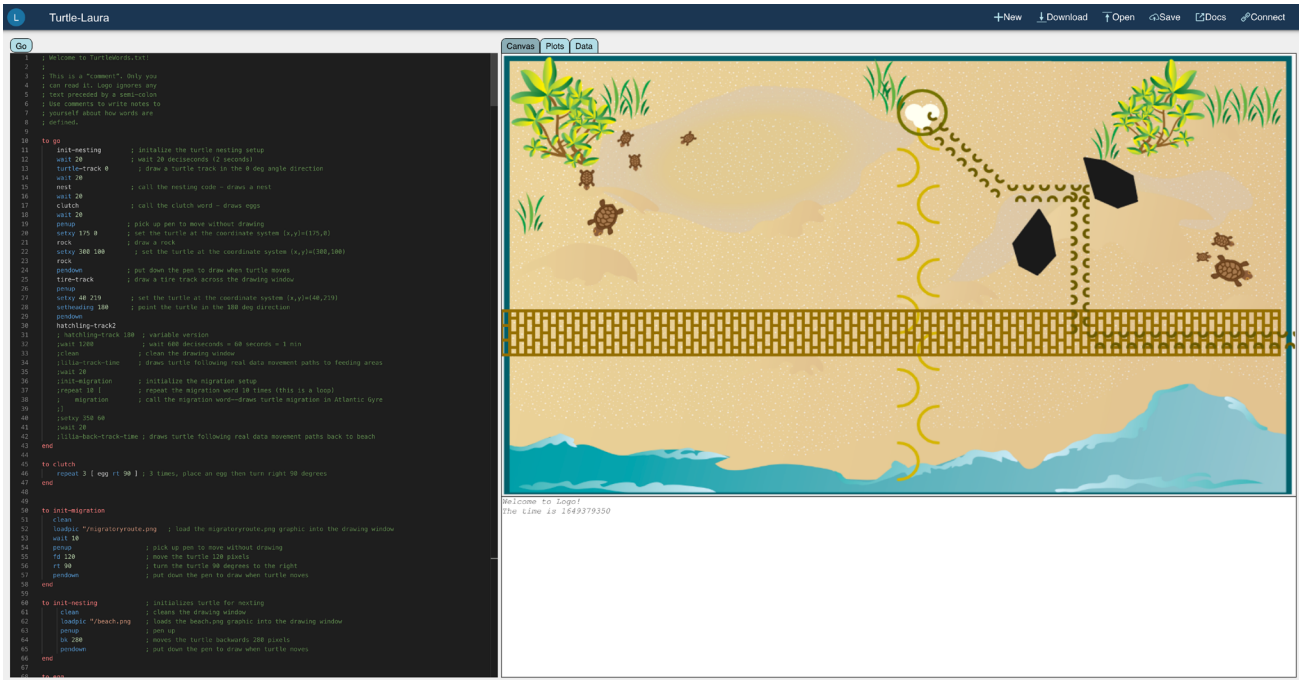 L Turtle-Laura +New Download Open Save Docs Connect
Go
Canvas Plots Data
1 ; Welcome to TurtleWords.txt!
2 ;
3 ; This is a "comment". Only you
4 ; can read it. Logo ignores any
5 ; text preceded by a semi-colon
6 ; Use comments to write notes to
7 ; yourself about how words are
8 ; defined.
9
10 to go
11 init-nesting ; initalize the turtle nesting setup
12 wait 20 ; wait 20 deciseconds (2 seconds)
13 turtle-track 0 ; draw a turtle track in the 0 deg angle direction
14 wait 20
15 nest ; call the nesting code - draws a nest
16 wait 20
17 clutch ; call the clutch word - draws eggs
18 wait 20
19 penup ; pick up pen to move without drawing
20 setxy 175 0 ; set the turtle at the coordinate system (x,y)=(175,0)
21 rock ; draw a rock
22 setxy 300 100 ; set the turtle at the coordinate system (x,y)=(300,100)
23 rock
24 pendown ; put down the pen to draw when turtle moves
25 tire-track ; draw a tire track across the drawing window
26 penup
27 setxy 40 219 ; set the turtle at the coordinate system (x,y)=(40,219)
28 setheading 180 ; point the turtle in the 180 deg direction
29 pendown
30 hatchling-track2
31 ; hatchling-track 180 ; variable version
32 ;wait 1200 ; wait 600 deciseconds = 60 seconds = 1 min
33 ;clean ; clean the drawing window
34 ;lilia-track-time ; draws turtle following real data movement paths to feeding areas
35 ;wait 20
36 ;init-migration ; initialize the migration setup
37 ;repeat 10 [ ; repeat the migration word 10 times (this is a loop)
38 ; migration ; call the migration word--draws turtle migration in Atlantic Gyre
39 ;]
40 ;setxy 350 60
41 ;wait 20
42 ;lilia-back-track-time ; draws turtle following real data movement paths back to beach
43 end
44
45 to clutch
46 repeat 3 [ egg rt 90 ] ; 3 times, place an egg then turn right 90 degrees
47 end
48
49
50 to init-migration
51 clean
52 loadpic "/migratoryroute.png ; load the migratoryroute.png graphic into the drawing window
53 wait 10
54 penup ; pick up pen to move without drawing
55 fd 120 ; move the turtle 120 pixels
56 rt 90 ; turn the turtle 90 degrees to the right
57 pendown ; put down the pen to draw when turtle moves
58 end
59
60 to init-nesting ; initializes turtle for nesting
61 clean ; cleans the drawing window
62 loadpic "/beach.png ; loads the beach.png graphic into the drawing window
63 penup ; pen up
64 bk 280 ; moves the turtle backwards 280 pixels
65 pendown ; put down the pen to draw when turtle moves
66 end
67
68 to egg
Welcome to Logo!
The time is 1649379350